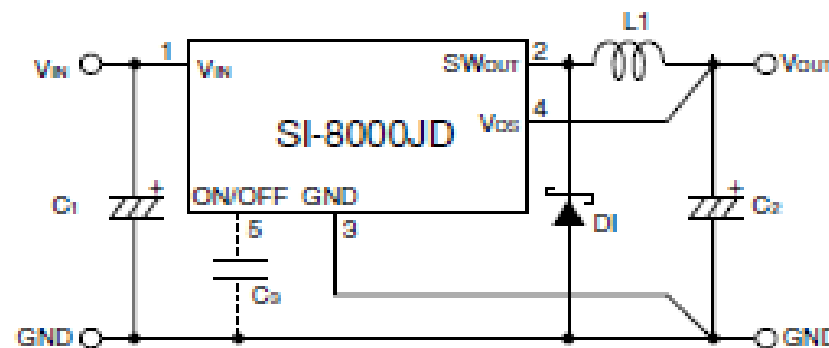 L1
VIN 1 VIN SWOUT 2 VOUT
VOS 4
SI-8000JD
C1 + ON/OFF GND DI + C2
5 3
C3
GND GND